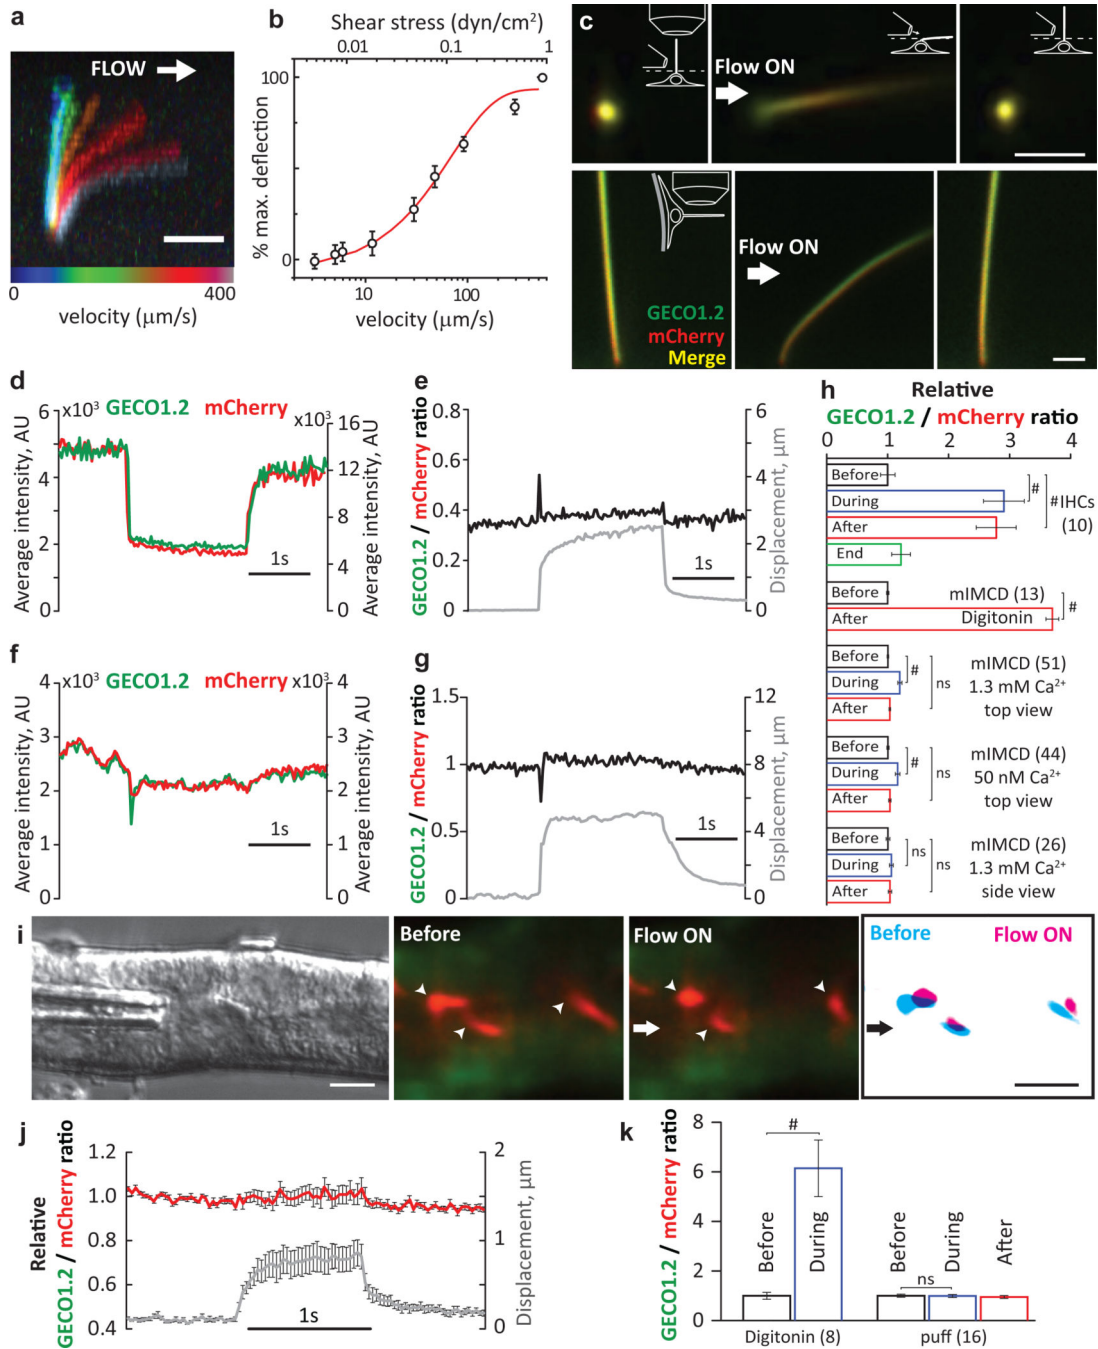 a
FLOW
0 400
velocity (μm/s)
b
Shear stress (dyn/cm²)
0.01 0.1 1
100
0
% max. deflection
10 100
velocity (μm/s)
c
Flow ON
Flow ON
GECO1.2
mCherry
Merge
d
x10³ GECO1.2 mCherry x10³
6
4
2
0
Average intensity, AU
16
12
8
4
0
Average intensity, AU
1s
e
0.8
0.6
0.4
0.2
0
GECO1.2 / mCherry ratio
6
4
2
0
Displacement, μm
1s
f
x10³ GECO1.2 mCherry x10³
4
3
2
1
0
Average intensity, AU
4
3
2
1
0
Average intensity, AU
1s
g
1.5
1
0.5
0
GECO1.2 / mCherry ratio
12
8
4
0
Displacement, μm
1s
h
Relative
GECO1.2 / mCherry ratio
0 1 2 3 4
Before
During
After
End
#
#
IHCs
(10)
Before
After
mIMCD (13)
Digitonin
#
Before
During
After
#
ns
mIMCD (51)
1.3 mM Ca²⁺
top view
Before
During
After
#
ns
mIMCD (44)
50 nM Ca²⁺
top view
Before
During
After
ns
ns
mIMCD (26)
1.3 mM Ca²⁺
side view
i
Before
Flow ON
Before Flow ON
j
1.2
1.0
0.8
0.6
0.4
Relative
GECO1.2 / mCherry ratio
2
1
0
Displacement, μm
1s
k
8
6
4
2
0
GECO1.2 / mCherry ratio
#
Before
During
ns
Before
During
After
Digitonin (8) puff (16)